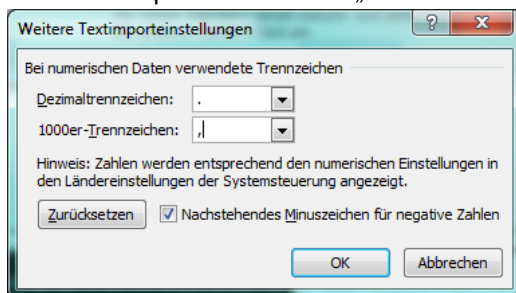 Weitere Textimporteinstellungen
Bei numerischen Daten verwendete Trennzeichen
Dezimaltrennzeichen: .
1000er-Trennzeichen: ,
Hinweis: Zahlen werden entsprechend den numerischen Einstellungen in
den Ländereinstellungen der Systemsteuerung angezeigt.
Zurücksetzen Nachstehendes Minuszeichen für negative Zahlen
OK Abbrechen